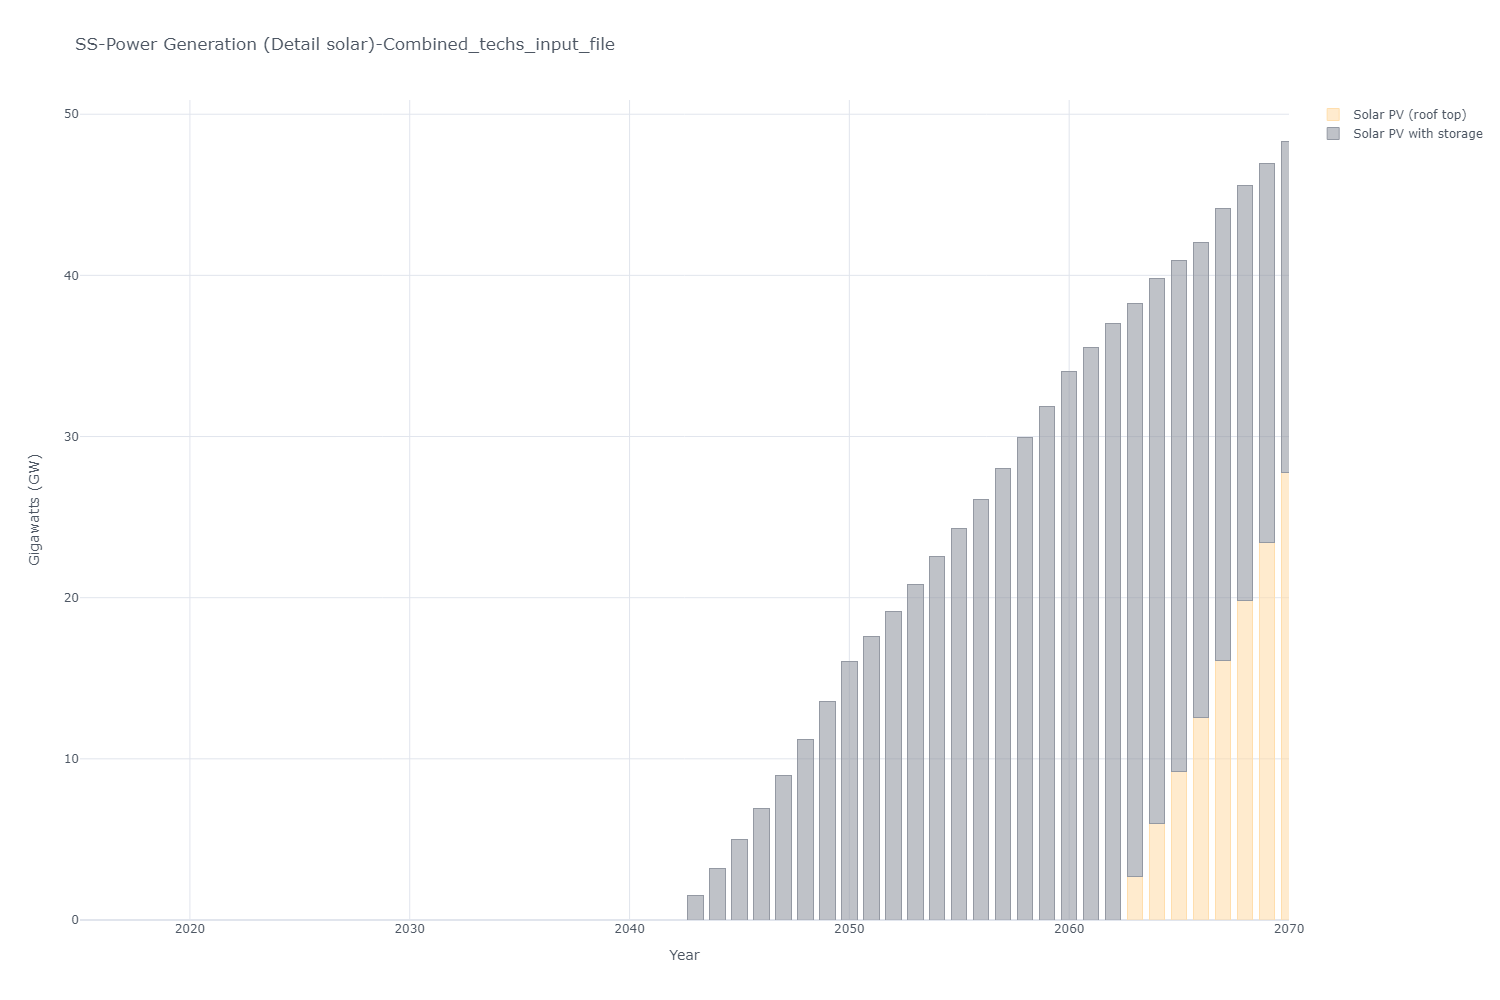 SS-Power Generation (Detail solar)-Combined_techs_input_file
Solar PV (roof top)
Solar PV with storage
50
40
30
20
10
0
Gigawatts (GW)
2020
2030
2040
2050
2060
2070
Year